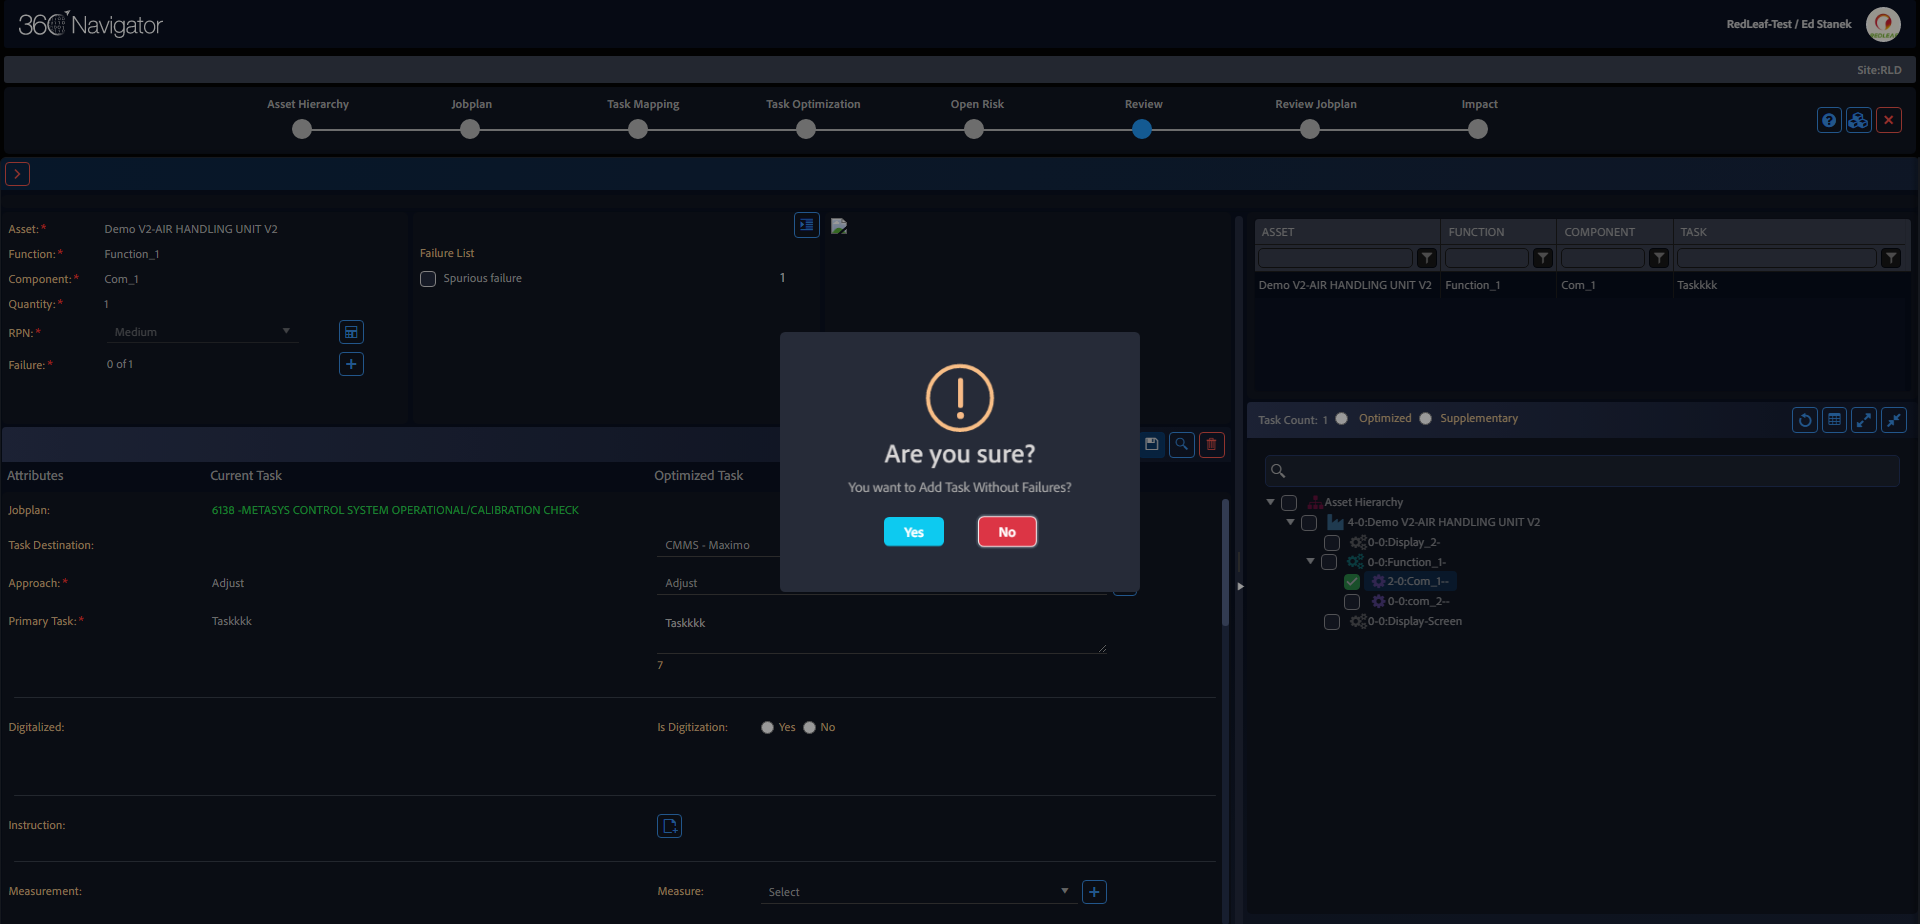 360 Navigator
RedLeaf-Test / Ed Stanek
REDLEAF
Site:RLD
Asset Hierarchy
Jobplan
Task Mapping
Task Optimization
Open Risk
Review
Review Jobplan
Impact
Asset:*
Demo V2-AIR HANDLING UNIT V2
Function:*
Function_1
Component:*
Com_1
Quantity:*
1
RPN:*
Medium
Failure:*
0 of 1
Failure List
Spurious failure
1
ASSET
FUNCTION
COMPONENT
TASK
Demo V2-AIR HANDLING UNIT V2
Function_1
Com_1
Taskkkk
Are you sure?
You want to Add Task Without Failures?
Yes
No
Task Count: 1
Optimized
Supplementary
Asset Hierarchy
4-0:Demo V2-AIR HANDLING UNIT V2
0-0:Display_2-
0-0:Function_1-
2-0:Com_1--
0-0:com_2--
0-0:Display-Screen
Attributes
Current Task
Optimized Task
Jobplan:
6138 -METASYS CONTROL SYSTEM OPERATIONAL/CALIBRATION CHECK
Task Destination:
CMMS - Maximo
Approach:*
Adjust
Adjust
Primary Task:*
Taskkkk
Taskkkk
7
Digitalized:
Is Digitization:
Yes
No
Instruction:
Measurement:
Measure:
Select